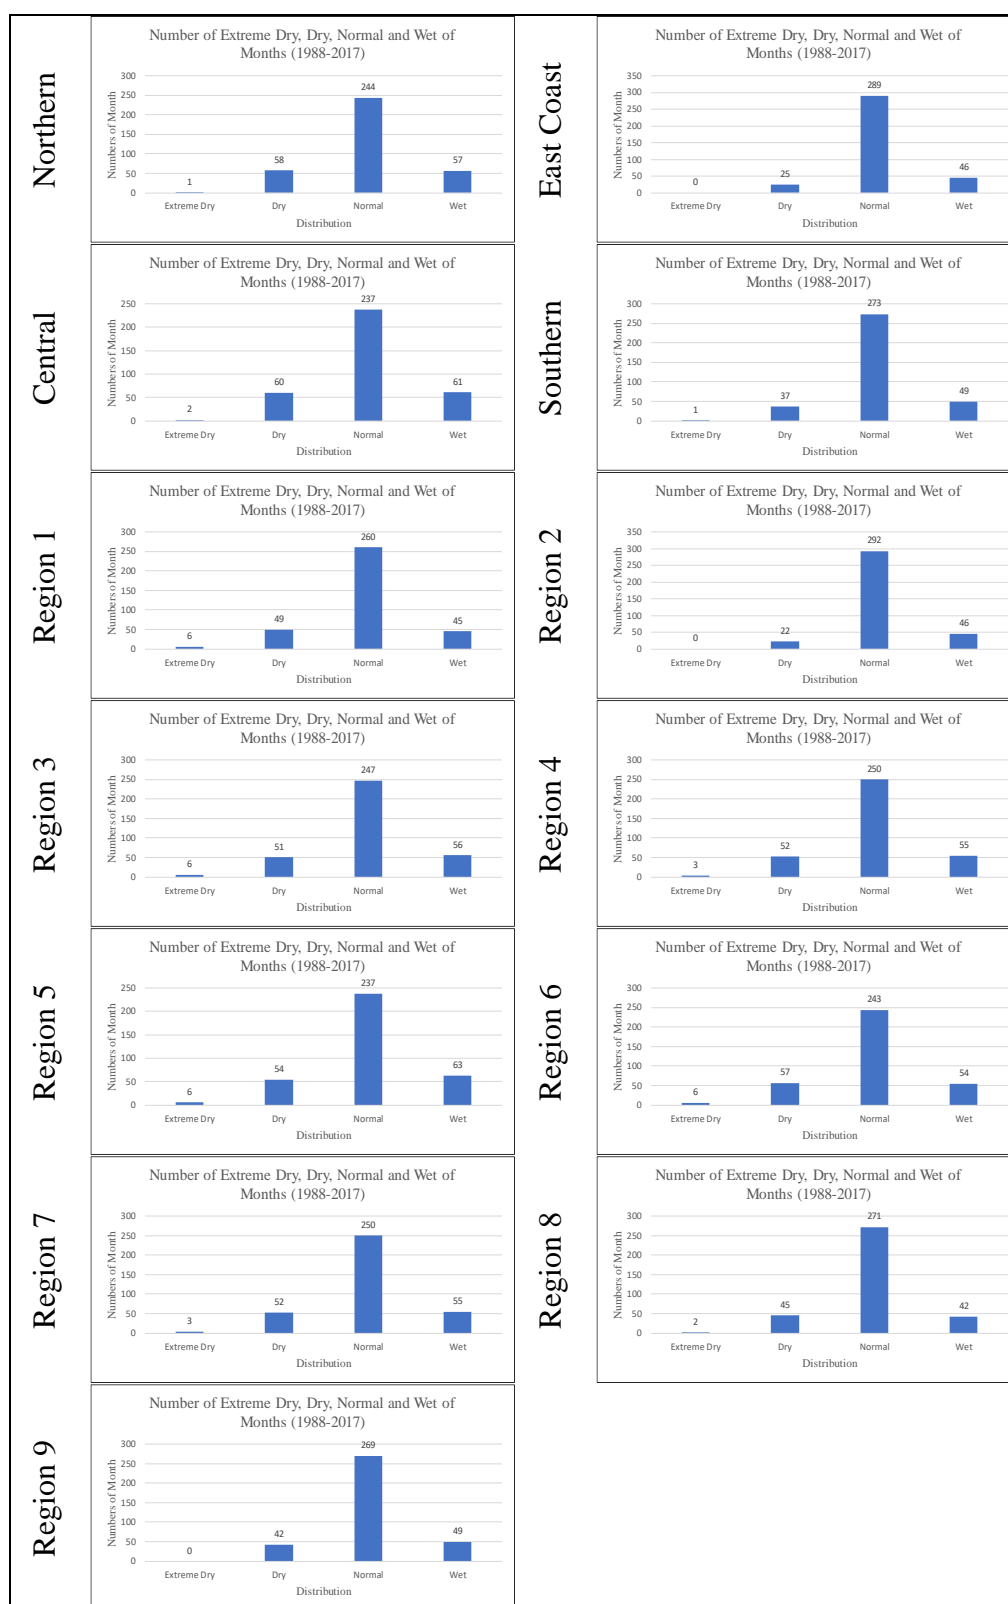 Northern
Number of Extreme Dry, Dry, Normal and Wet of
Months (1988-2017)
Numbers of Month
300
250
200
150
100
50
0
1
58
244
57
Extreme Dry
Dry
Normal
Wet
Distribution
East Coast
Number of Extreme Dry, Dry, Normal and Wet of
Months (1988-2017)
Numbers of Month
350
300
250
200
150
100
50
0
0
25
289
46
Extreme Dry
Dry
Normal
Wet
Distribution
Central
Number of Extreme Dry, Dry, Normal and Wet of
Months (1988-2017)
Numbers of Month
250
200
150
100
50
0
2
60
237
61
Extreme Dry
Dry
Normal
Wet
Distribution
Southern
Number of Extreme Dry, Dry, Normal and Wet of
Months (1988-2017)
Numbers of Month
300
250
200
150
100
50
0
1
37
273
49
Extreme Dry
Dry
Normal
Wet
Distribution
Region 1
Number of Extreme Dry, Dry, Normal and Wet of
Months (1988-2017)
Numbers of Month
300
250
200
150
100
50
0
6
49
260
45
Extreme Dry
Dry
Normal
Wet
Distribution
Region 2
Number of Extreme Dry, Dry, Normal and Wet of
Months (1988-2017)
Numbers of Month
350
300
250
200
150
100
50
0
0
22
292
46
Extreme Dry
Dry
Normal
Wet
Distribution
Region 3
Number of Extreme Dry, Dry, Normal and Wet of
Months (1988-2017)
Numbers of Month
300
250
200
150
100
50
0
6
51
247
56
Extreme Dry
Dry
Normal
Wet
Distribution
Region 4
Number of Extreme Dry, Dry, Normal and Wet of
Months (1988-2017)
Numbers of Month
300
250
200
150
100
50
0
3
52
250
55
Extreme Dry
Dry
Normal
Wet
Distribution
Region 5
Number of Extreme Dry, Dry, Normal and Wet of
Months (1988-2017)
Numbers of Month
250
200
150
100
50
0
6
54
237
63
Extreme Dry
Dry
Normal
Wet
Distribution
Region 6
Number of Extreme Dry, Dry, Normal and Wet of
Months (1988-2017)
Numbers of Month
300
250
200
150
100
50
0
6
57
243
54
Extreme Dry
Dry
Normal
Wet
Distribution
Region 7
Number of Extreme Dry, Dry, Normal and Wet of
Months (1988-2017)
Numbers of Month
300
250
200
150
100
50
0
3
52
250
55
Extreme Dry
Dry
Normal
Wet
Distribution
Region 8
Number of Extreme Dry, Dry, Normal and Wet of
Months (1988-2017)
Numbers of Month
300
250
200
150
100
50
0
2
45
271
42
Extreme Dry
Dry
Normal
Wet
Distribution
Region 9
Number of Extreme Dry, Dry, Normal and Wet of
Months (1988-2017)
Numbers of Month
300
250
200
150
100
50
0
0
42
269
49
Extreme Dry
Dry
Normal
Wet
Distribution